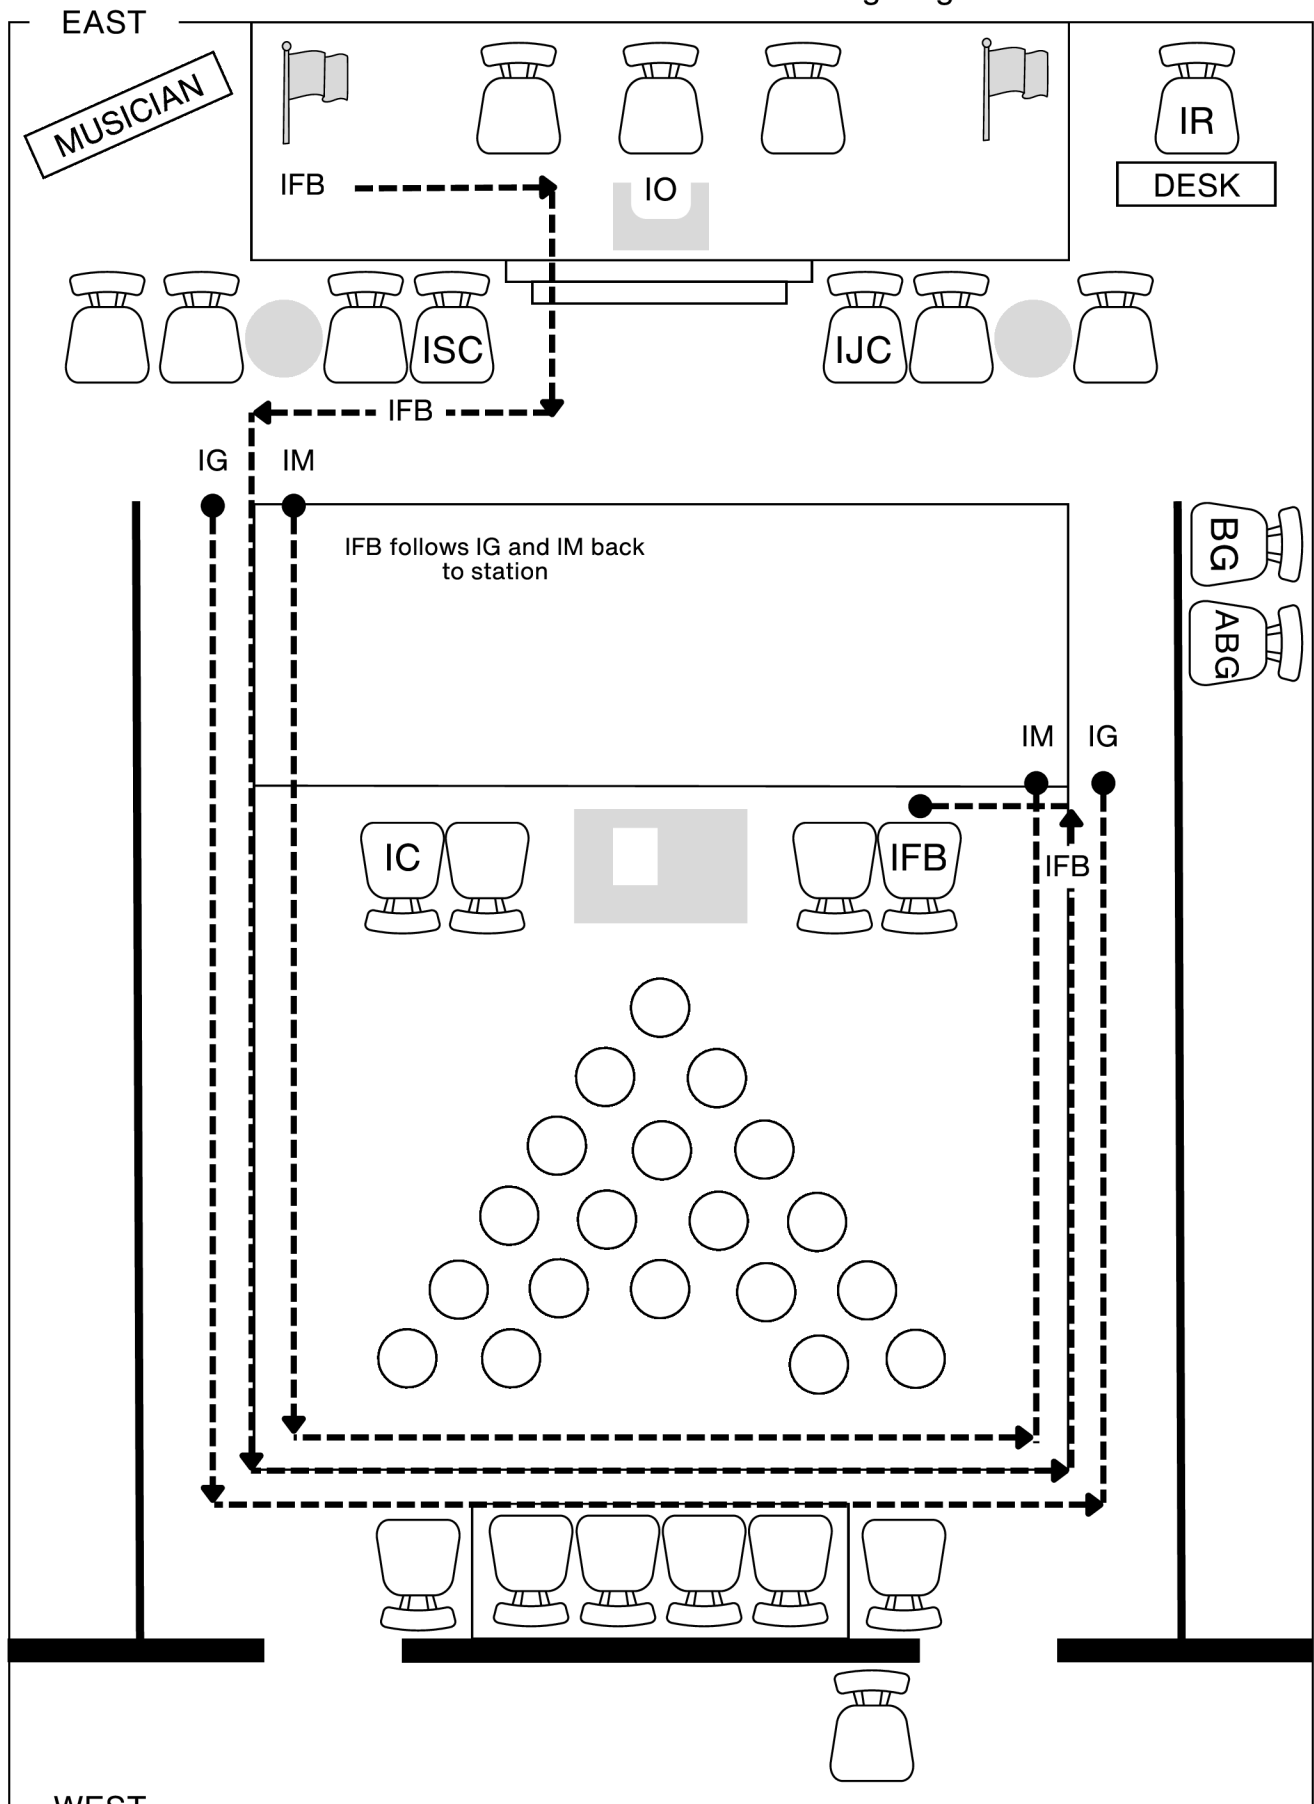 EAST
MUSICIAN
IR
IFB
IO
DESK
ISC
IJC
IFB
IG
IM
IFB follows IG and IM back
to station
BG
ABG
IM
IG
IC
IFB
IFB
WEST